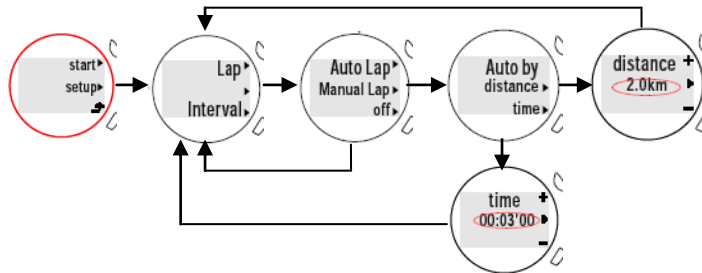 start
setup
Lap
Interval
Auto Lap
Manual Lap
off
Auto by
distance
time
distance +
2.0km
–
time +
00:03'00
–